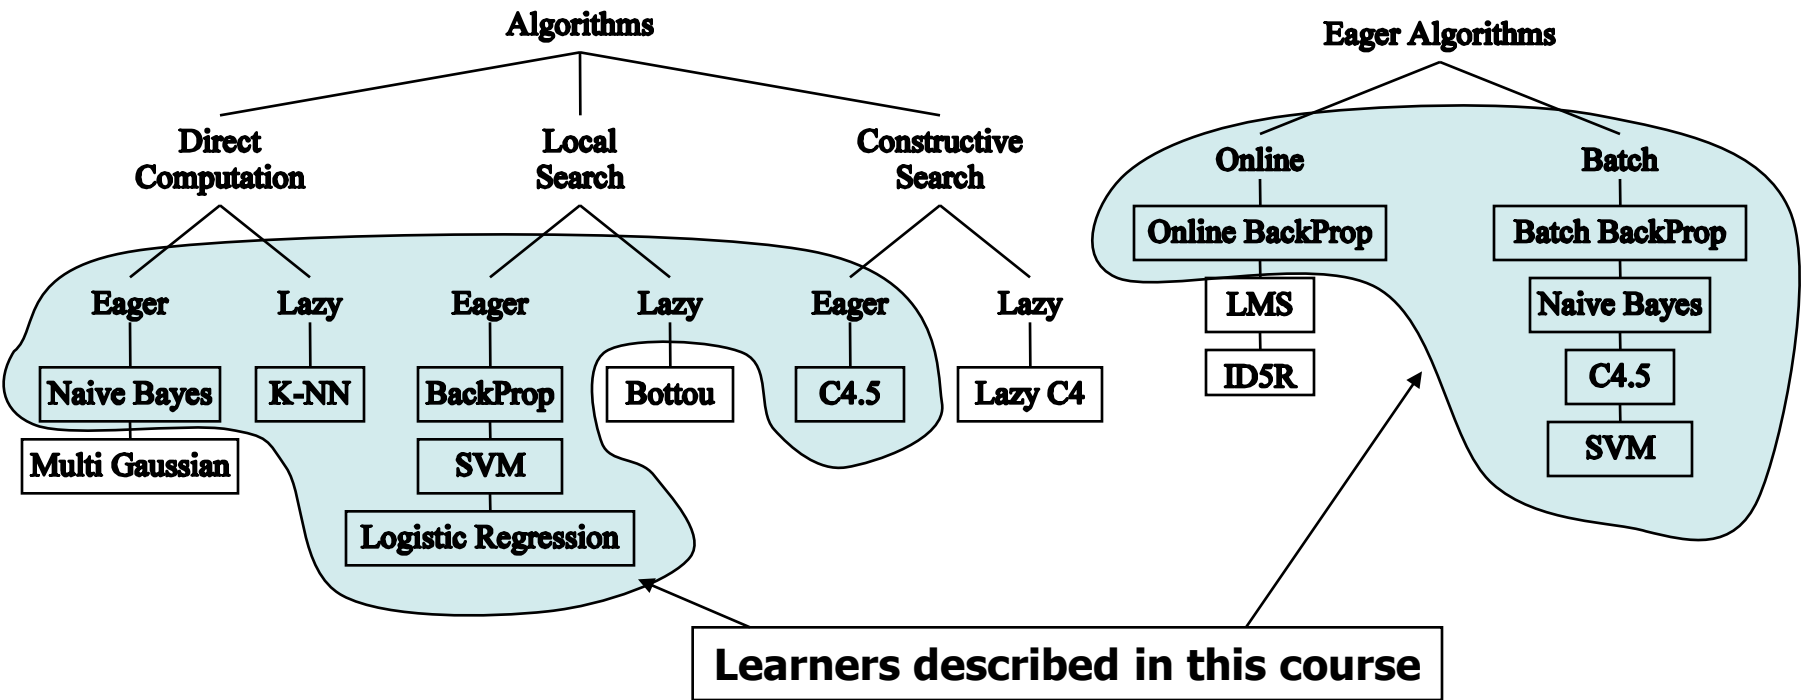 Algorithms
Eager Algorithms
Direct
Computation
Local
Search
Constructive
Search
Online
Batch
Online BackProp
Batch BackProp
Eager
Lazy
Eager
Lazy
Eager
Lazy
LMS
Naive Bayes
ID5R
C4.5
Naive Bayes
K-NN
BackProp
Bottou
C4.5
Lazy C4
SVM
Multi Gaussian
SVM
Logistic Regression
Learners described in this course